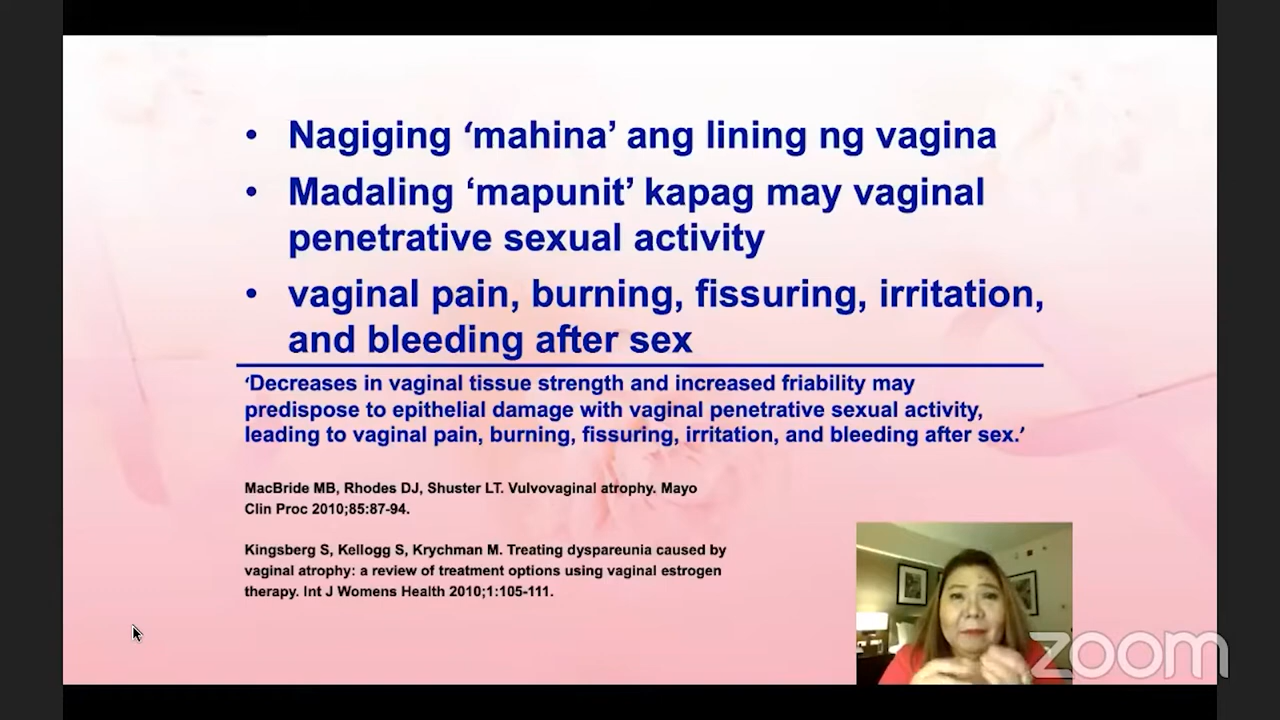 • Nagiging ‘mahina’ ang lining ng vagina
• Madaling ‘mapunit’ kapag may vaginal
penetrative sexual activity
• vaginal pain, burning, fissuring, irritation,
and bleeding after sex
‘Decreases in vaginal tissue strength and increased friability may
predispose to epithelial damage with vaginal penetrative sexual activity,
leading to vaginal pain, burning, fissuring, irritation, and bleeding after sex.’
MacBride MB, Rhodes DJ, Shuster LT. Vulvovaginal atrophy. Mayo
Clin Proc 2010;85:87-94.
Kingsberg S, Kellogg S, Krychman M. Treating dyspareunia caused by
vaginal atrophy: a review of treatment options using vaginal estrogen
therapy. Int J Womens Health 2010;1:105-111.
zoom